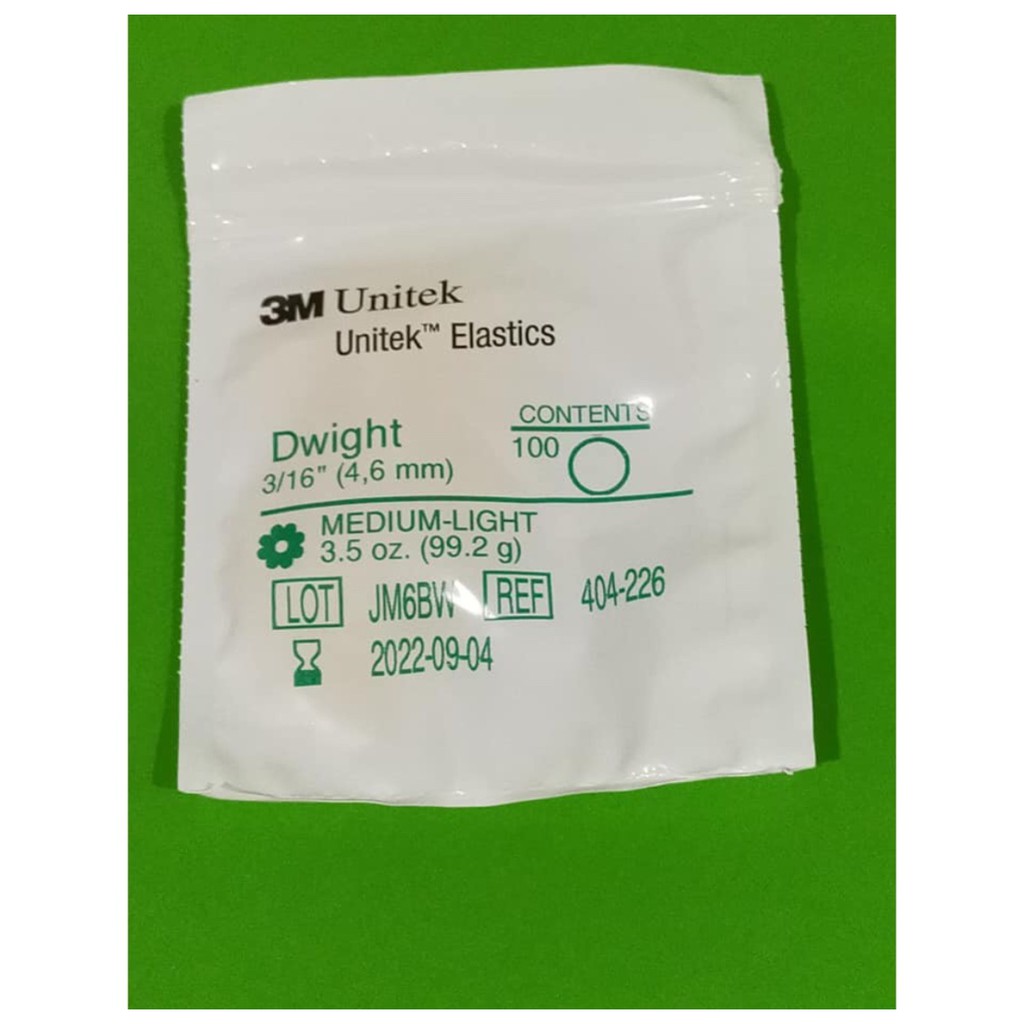 3M Unitek
Unitek™ Elastics
CONTENTS
100
Dwight
3/16" (4,6 mm)
MEDIUM-LIGHT
3.5 oz. (99.2 g)
LOT JM6BW REF 404-226
2022-09-04